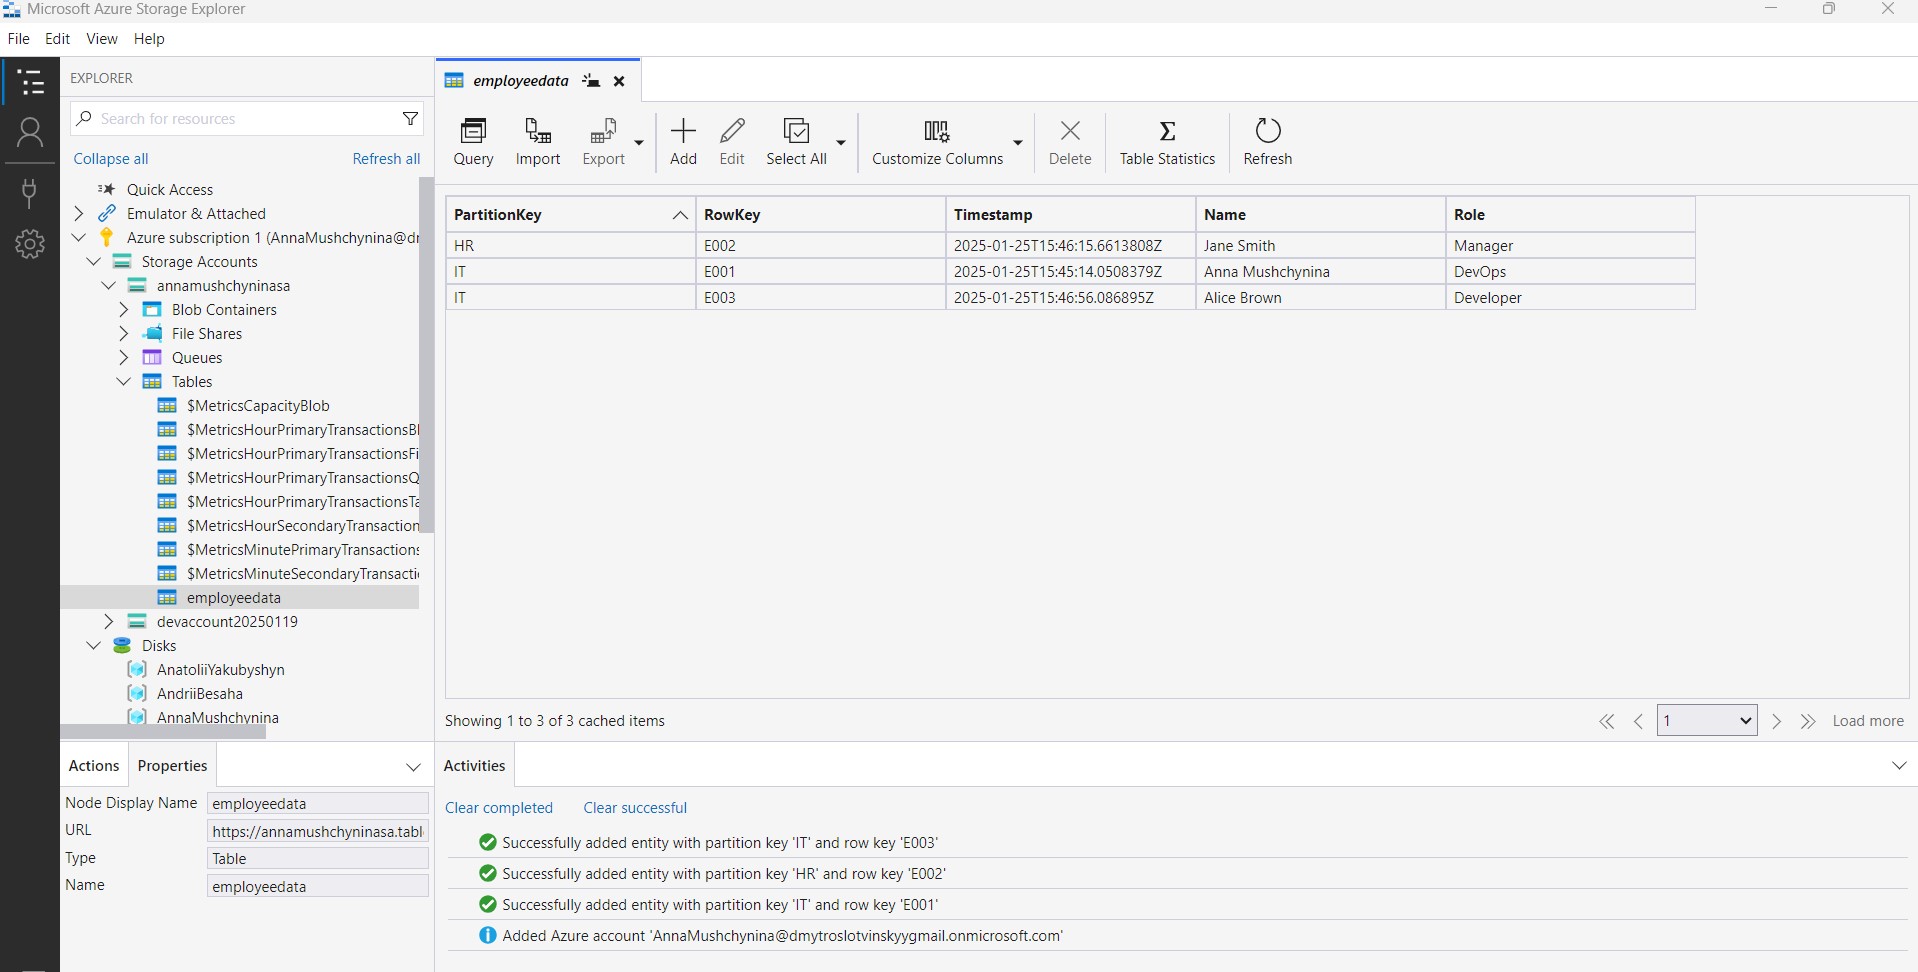 Microsoft Azure Storage Explorer
File Edit View Help
EXPLORER
Search for resources
Collapse all Refresh all
Quick Access
Emulator & Attached
Azure subscription 1 (AnnaMushchynina@dr
Storage Accounts
annamushchyninasa
Blob Containers
File Shares
Queues
Tables
$MetricsCapacityBlob
$MetricsHourPrimaryTransactionsBl
$MetricsHourPrimaryTransactionsFi
$MetricsHourPrimaryTransactionsQ
$MetricsHourPrimaryTransactionsTa
$MetricsHourSecondaryTransaction
$MetricsMinutePrimaryTransactions
$MetricsMinuteSecondaryTransacti
employeedata
devaccount20250119
Disks
AnatoliiYakubyshyn
AndriiBesaha
AnnaMushchynina
Actions Properties
Node Display Name employeedata
URL https://annamushchyninasa.tabl
Type Table
Name employeedata
employeedata
Query Import Export Add Edit Select All Customize Columns Delete Table Statistics Refresh
PartitionKey RowKey Timestamp Name Role
HR E002 2025-01-25T15:46:15.6613808Z Jane Smith Manager
IT E001 2025-01-25T15:45:14.0508379Z Anna Mushchynina DevOps
IT E003 2025-01-25T15:46:56.086895Z Alice Brown Developer
Showing 1 to 3 of 3 cached items 1 Load more
Activities
Clear completed Clear successful
Successfully added entity with partition key 'IT' and row key 'E003'
Successfully added entity with partition key 'HR' and row key 'E002'
Successfully added entity with partition key 'IT' and row key 'E001'
Added Azure account 'AnnaMushchynina@dmytroslotvinskyygmail.onmicrosoft.com'